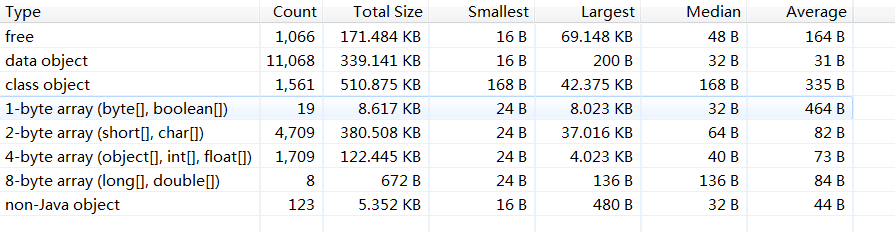 Type Count Total Size Smallest Largest Median Average
free 1,066 171.484 KB 16 B 69.148 KB 48 B 164 B
data object 11,068 339.141 KB 16 B 200 B 32 B 31 B
class object 1,561 510.875 KB 168 B 42.375 KB 168 B 335 B
1-byte array (byte[], boolean[]) 19 8.617 KB 24 B 8.023 KB 32 B 464 B
2-byte array (short[], char[]) 4,709 380.508 KB 24 B 37.016 KB 64 B 82 B
4-byte array (object[], int[], float[]) 1,709 122.445 KB 24 B 4.023 KB 40 B 73 B
8-byte array (long[], double[]) 8 672 B 24 B 136 B 136 B 84 B
non-Java object 123 5.352 KB 16 B 480 B 32 B 44 B